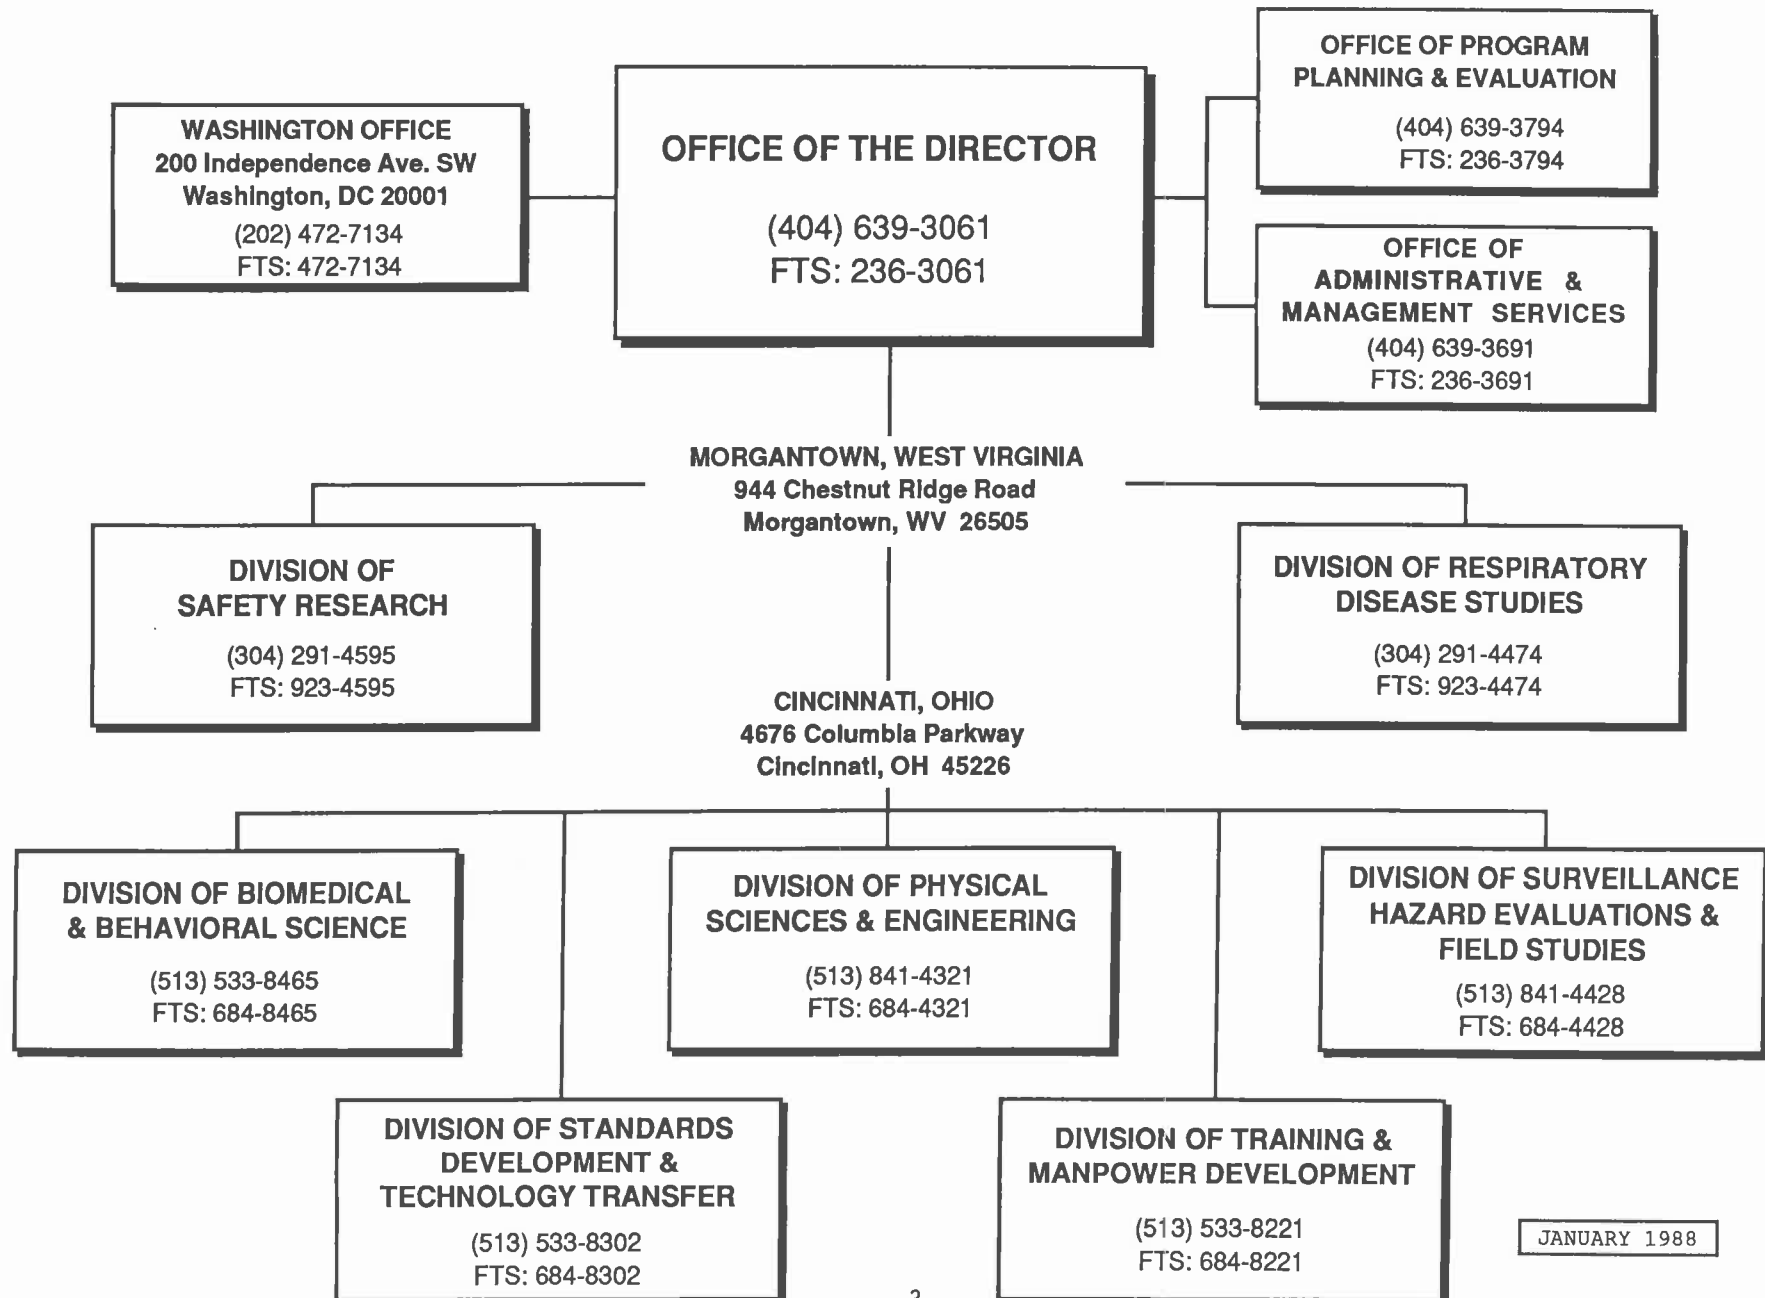 OFFICE OF PROGRAM
PLANNING & EVALUATION
(404) 639-3794
FTS: 236-3794
WASHINGTON OFFICE
200 Independence Ave. SW
Washington, DC 20001
(202) 472-7134
FTS: 472-7134
OFFICE OF THE DIRECTOR
(404) 639-3061
FTS: 236-3061
OFFICE OF
ADMINISTRATIVE &
MANAGEMENT SERVICES
(404) 639-3691
FTS: 236-3691
MORGANTOWN, WEST VIRGINIA
944 Chestnut Ridge Road
Morgantown, WV 26505
DIVISION OF
SAFETY RESEARCH
(304) 291-4595
FTS: 923-4595
DIVISION OF RESPIRATORY
DISEASE STUDIES
(304) 291-4474
FTS: 923-4474
CINCINNATI, OHIO
4676 Columbia Parkway
Cincinnati, OH 45226
DIVISION OF BIOMEDICAL
& BEHAVIORAL SCIENCE
(513) 533-8465
FTS: 684-8465
DIVISION OF PHYSICAL
SCIENCES & ENGINEERING
(513) 841-4321
FTS: 684-4321
DIVISION OF SURVEILLANCE
HAZARD EVALUATIONS &
FIELD STUDIES
(513) 841-4428
FTS: 684-4428
DIVISION OF STANDARDS
DEVELOPMENT &
TECHNOLOGY TRANSFER
(513) 533-8302
FTS: 684-8302
DIVISION OF TRAINING &
MANPOWER DEVELOPMENT
(513) 533-8221
FTS: 684-8221
JANUARY 1988
2